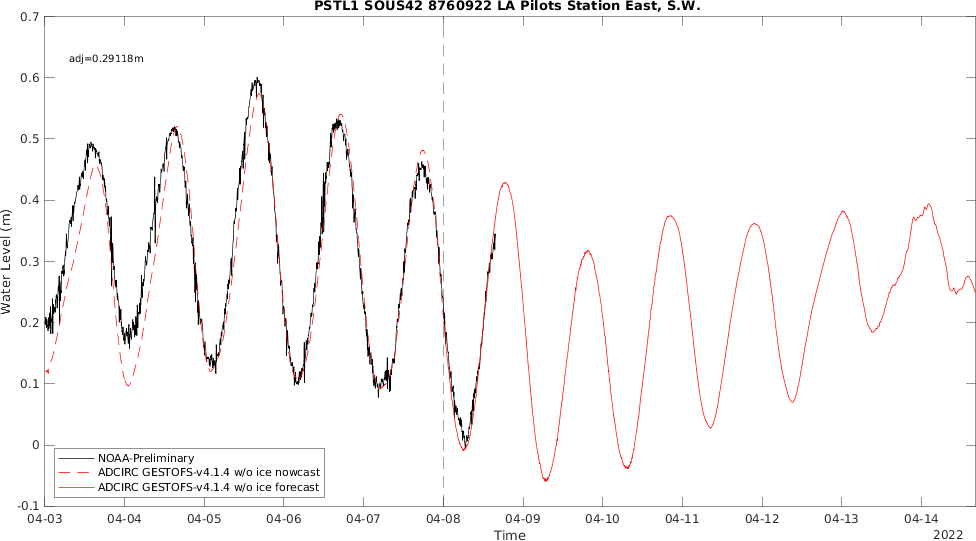 PSTL1 SOUS42 8760922 LA Pilots Station East, S.W.
adj=0.29118m
Water Level (m)
0.7
0.6
0.5
0.4
0.3
0.2
0.1
0
-0.1
NOAA-Preliminary
ADCIRC GESTOFS-v4.1.4 w/o ice nowcast
ADCIRC GESTOFS-v4.1.4 w/o ice forecast
04-03 04-04 04-05 04-06 04-07 04-08 04-09 04-10 04-11 04-12 04-13 04-14
Time
2022